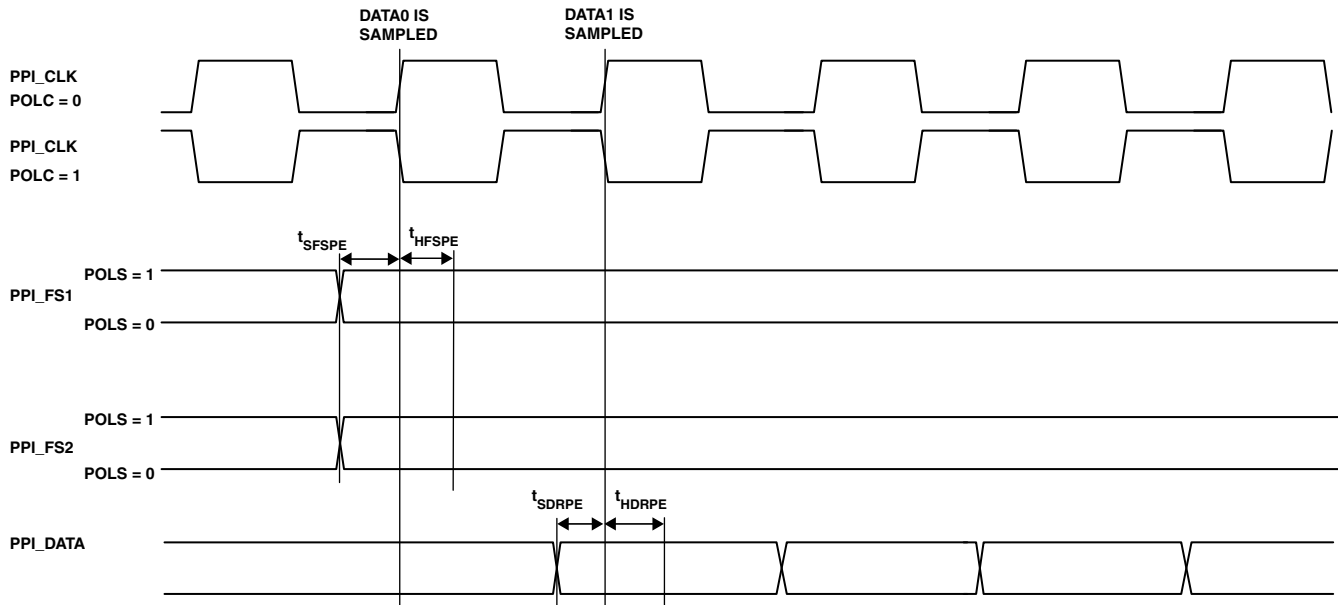 DATA0 IS
SAMPLED
DATA1 IS
SAMPLED
PPI_CLK
POLC = 0
PPI_CLK
POLC = 1
tSFSPE
tHFSPE
POLS = 1
PPI_FS1
POLS = 0
POLS = 1
PPI_FS2
POLS = 0
tSDRPE
tHDRPE
PPI_DATA